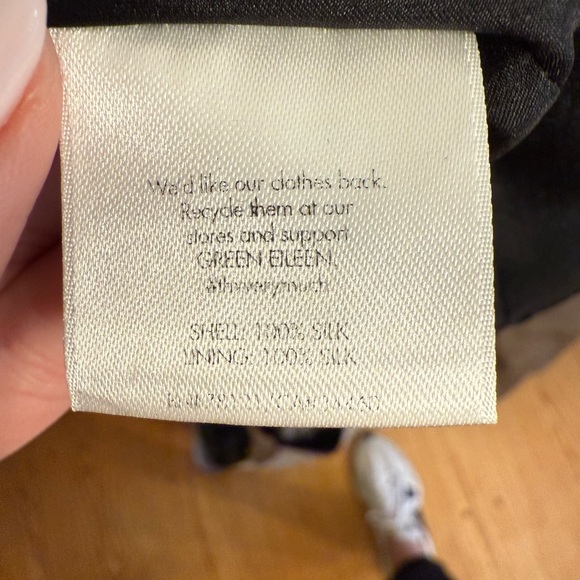 We'd like our clothes back.
Recycle them at our
stores and support
GREEN EILEEN.
SHELL: 100% SILK
LINING: 100% SILK